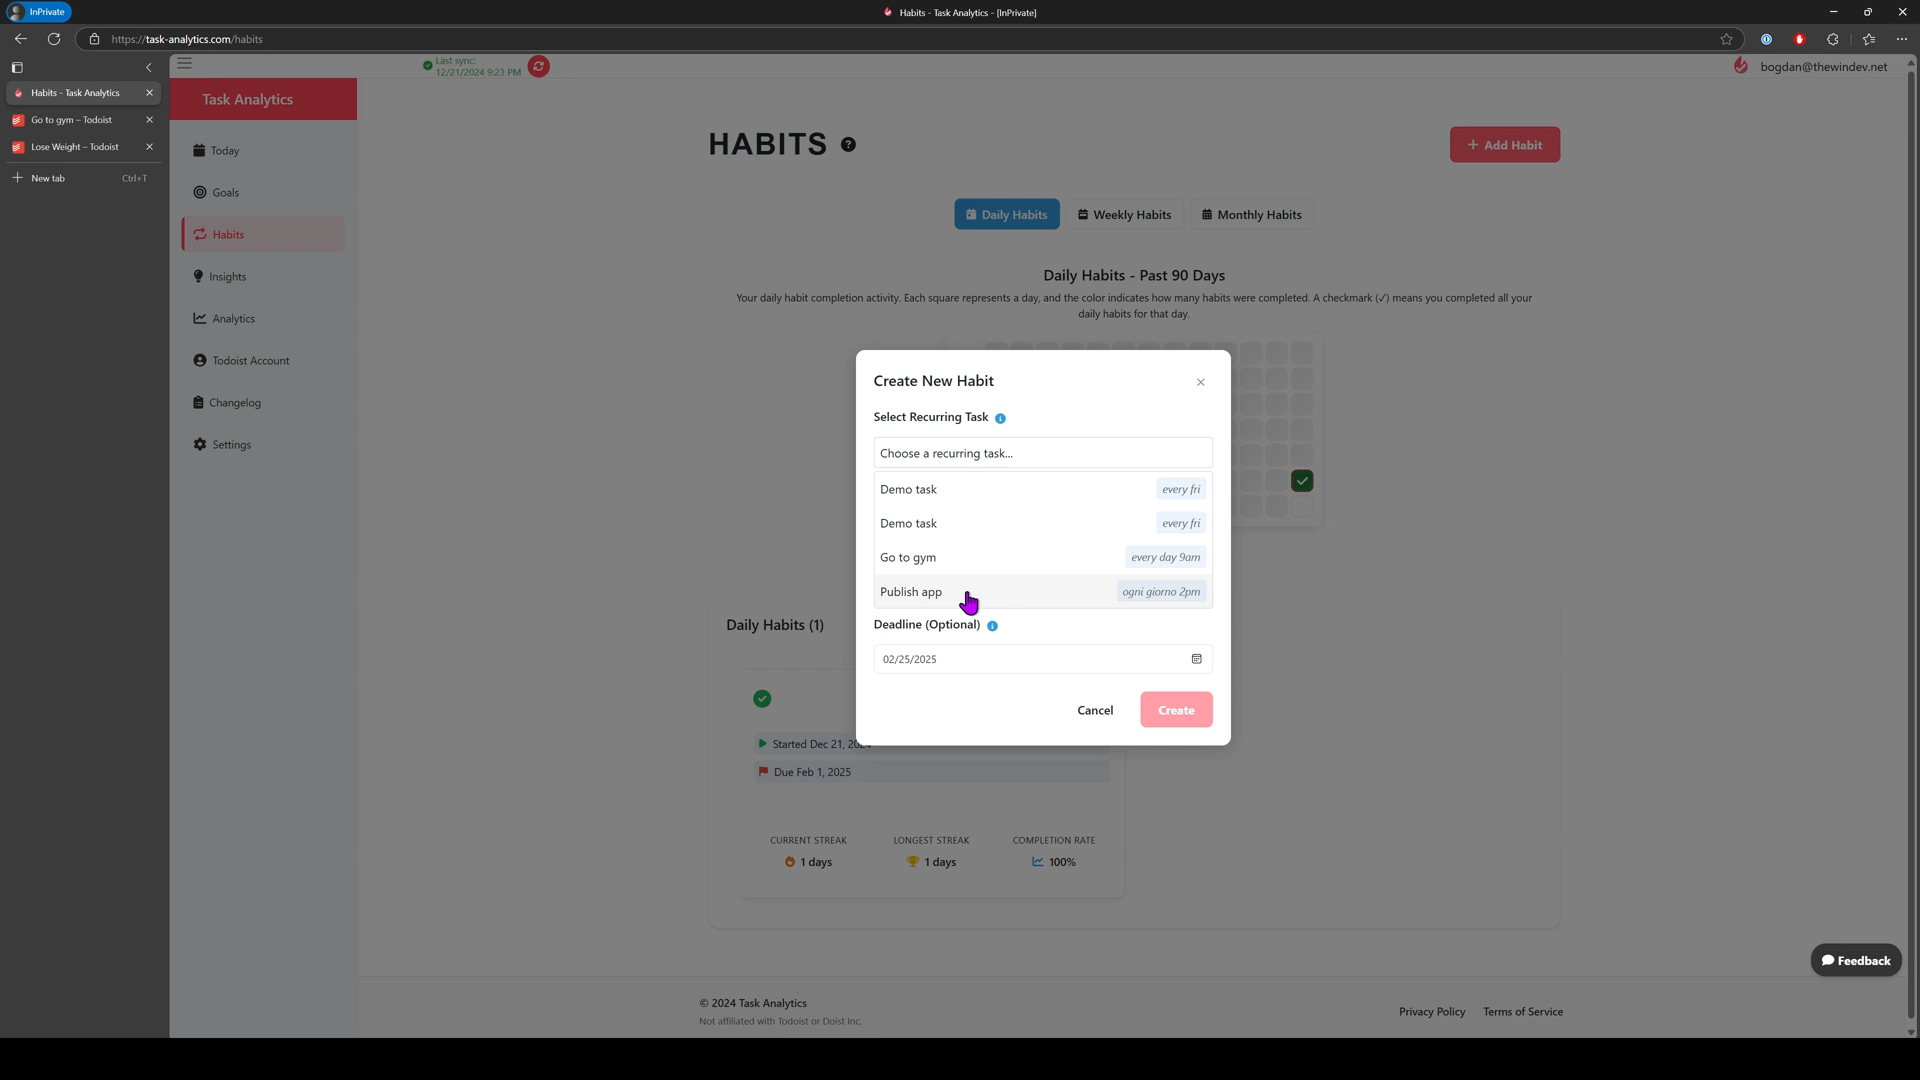 InPrivate
Habits - Task Analytics - [InPrivate]
https://task-analytics.com/habits
Habits - Task Analytics
Go to gym – Todoist
Lose Weight – Todoist
New tab
Ctrl+T
Last sync:
12/21/2024 9:23 PM
bogdan@thewindev.net
Task Analytics
Today
Goals
Habits
Insights
Analytics
Todoist Account
Changelog
Settings
HABITS
+ Add Habit
Daily Habits
Weekly Habits
Monthly Habits
Daily Habits - Past 90 Days
Your daily habit completion activity. Each square represents a day, and the color indicates how many habits were completed. A checkmark (✓) means you completed all your
daily habits for that day.
Create New Habit
Select Recurring Task
Choose a recurring task...
Demo task every fri
Demo task every fri
Go to gym every day 9am
Publish app ogni giorno 2pm
Deadline (Optional)
02/25/2025
Cancel
Create
Daily Habits (1)
Started Dec 21, 2024
Due Feb 1, 2025
CURRENT STREAK
LONGEST STREAK
COMPLETION RATE
1 days
1 days
100%
Feedback
© 2024 Task Analytics
Not affiliated with Todoist or Doist Inc.
Privacy Policy
Terms of Service